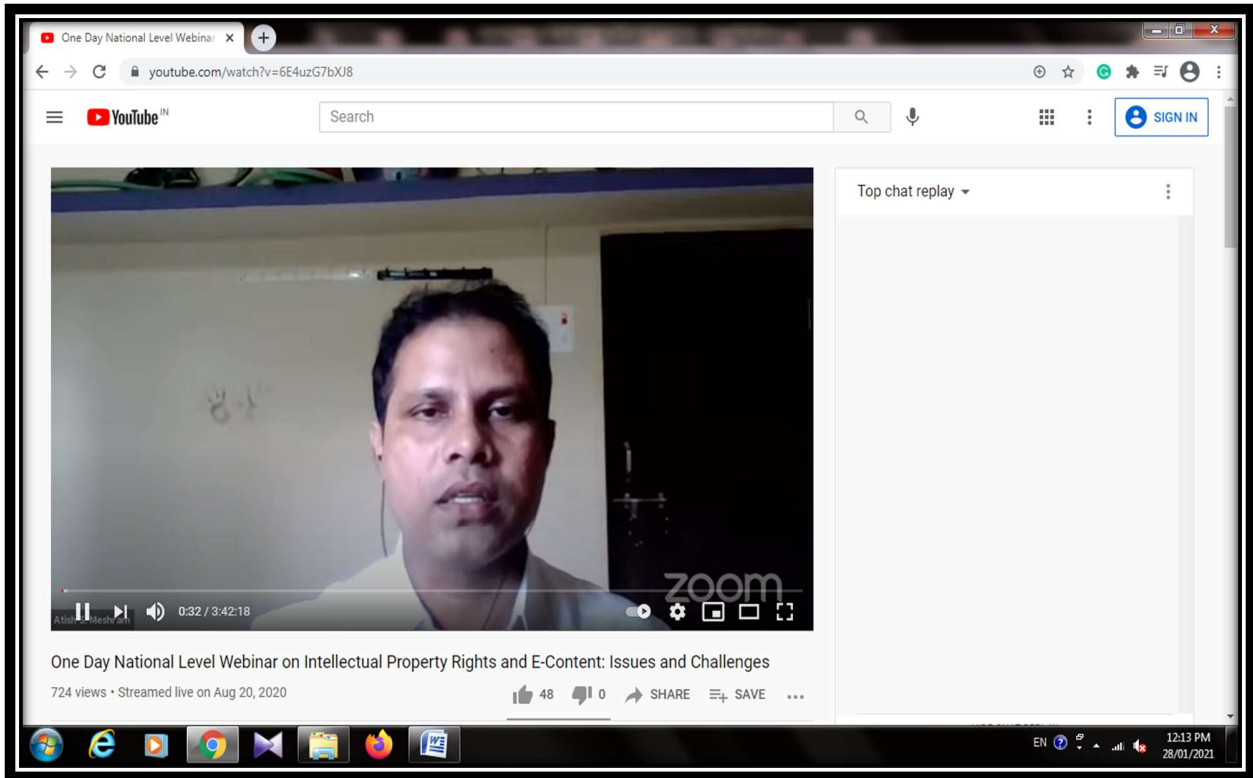 One Day National Level Webinar
youtube.com/watch?v=6E4uzG7bXJ8
YouTube IN
Search
SIGN IN
Top chat replay
zoom
0:32 / 3:42:18
Atish S. Meshram
One Day National Level Webinar on Intellectual Property Rights and E-Content: Issues and Challenges
724 views • Streamed live on Aug 20, 2020
48 0 SHARE SAVE
EN
12:13 PM
28/01/2021